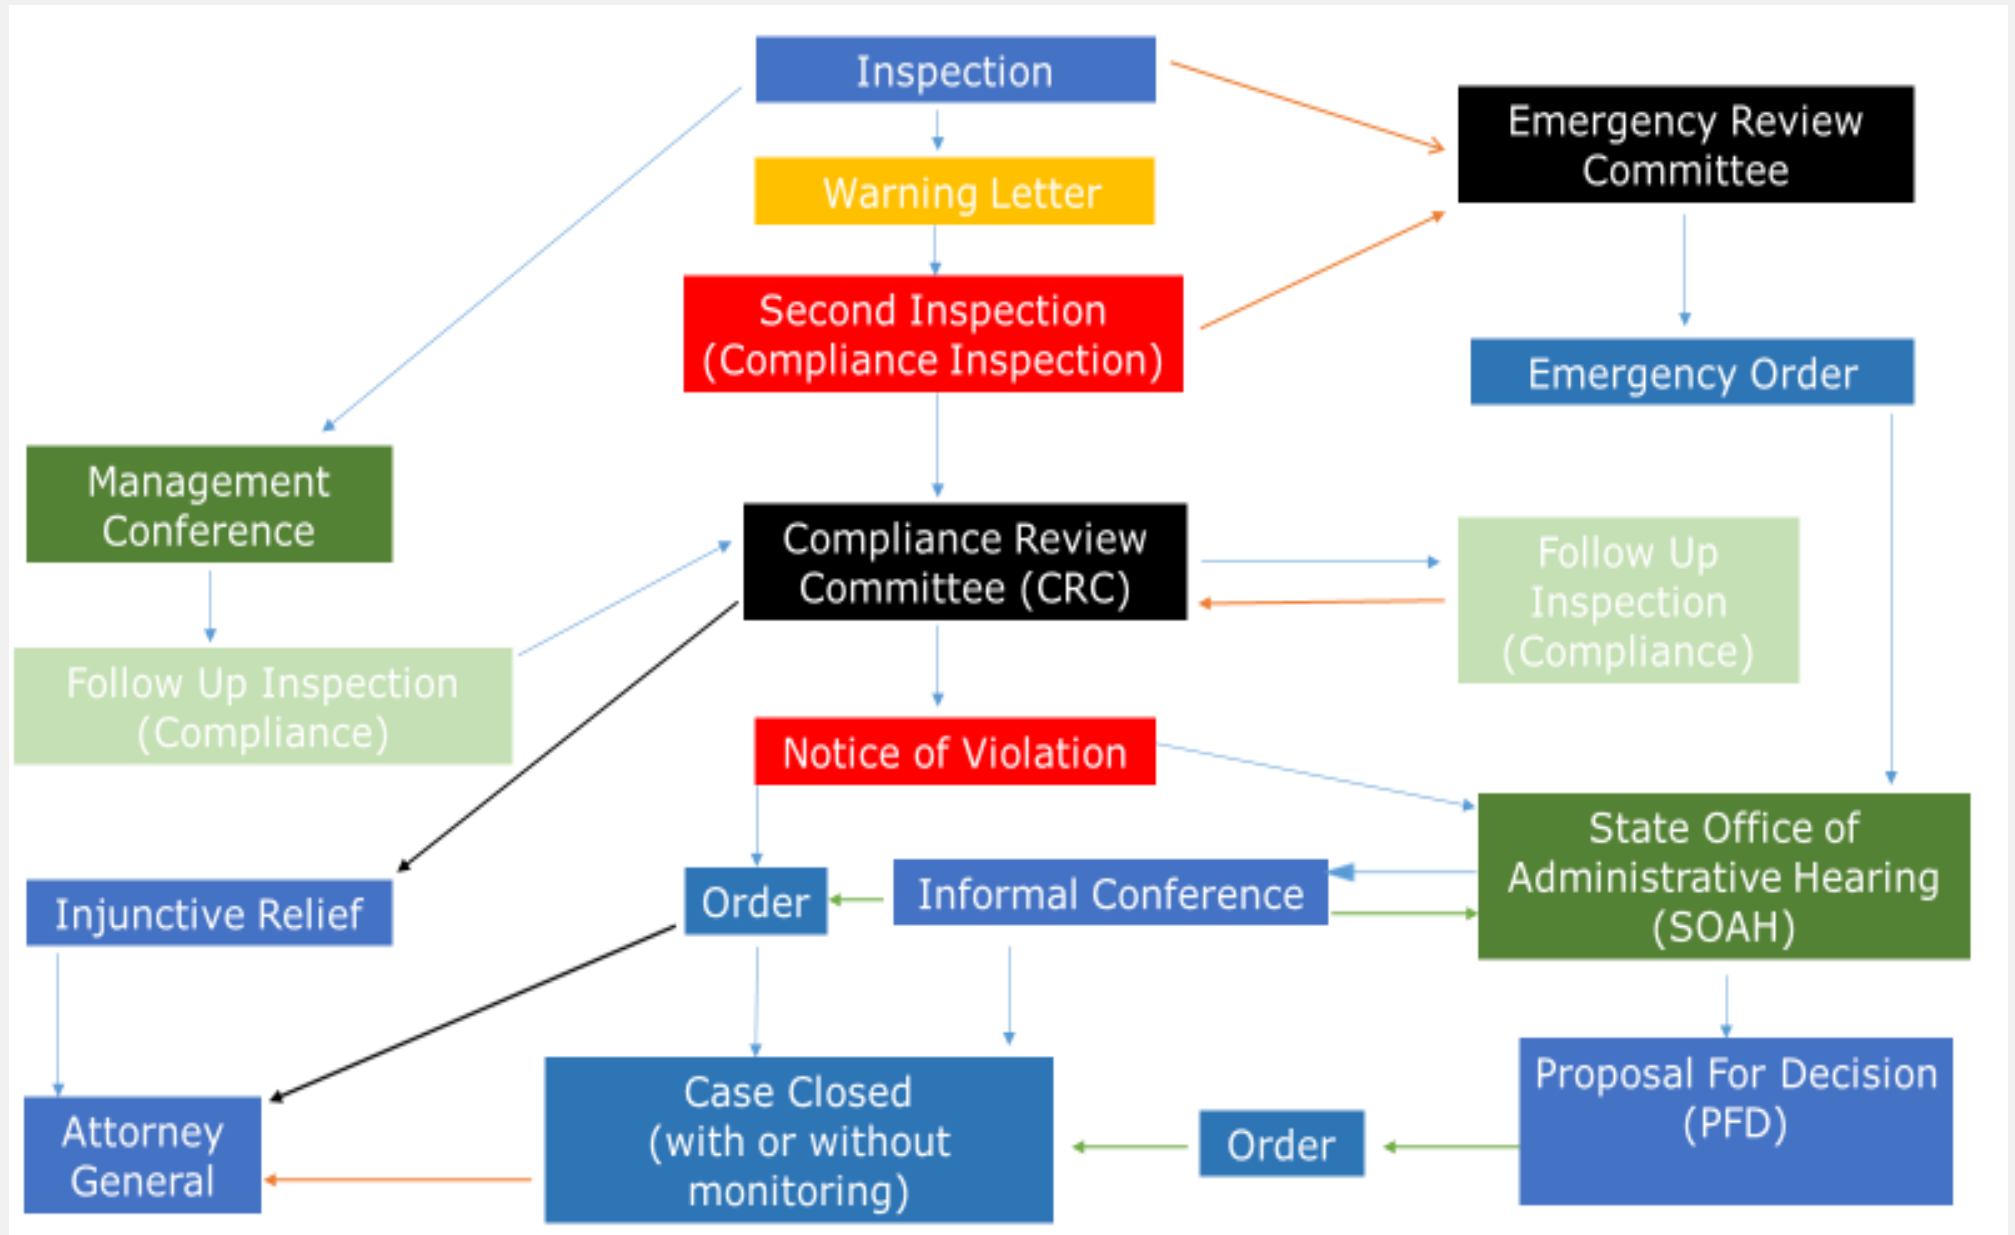 Inspection
Emergency Review
Committee
Warning Letter
Second Inspection
(Compliance Inspection)
Emergency Order
Management
Conference
Compliance Review
Committee (CRC)
Follow Up
Inspection
(Compliance)
Follow Up Inspection
(Compliance)
Notice of Violation
State Office of
Administrative Hearing
(SOAH)
Injunctive Relief
Order
Informal Conference
Proposal For Decision
(PFD)
Attorney
General
Case Closed
(with or without
monitoring)
Order